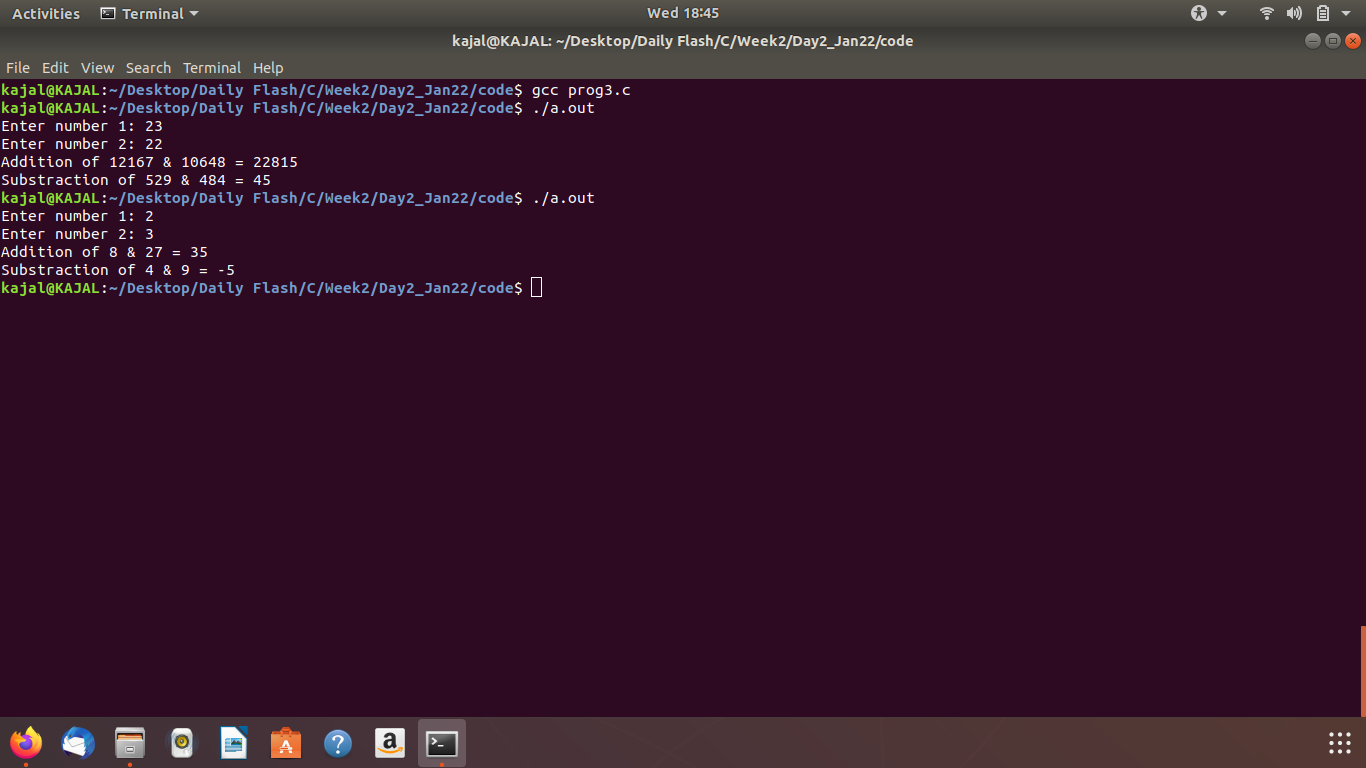 Activities Terminal Wed 18:45
kajal@KAJAL: ~/Desktop/Daily Flash/C/Week2/Day2_Jan22/code
File Edit View Search Terminal Help
kajal@KAJAL:~/Desktop/Daily Flash/C/Week2/Day2_Jan22/code$ gcc prog3.c
kajal@KAJAL:~/Desktop/Daily Flash/C/Week2/Day2_Jan22/code$ ./a.out
Enter number 1: 23
Enter number 2: 22
Addition of 12167 & 10648 = 22815
Substraction of 529 & 484 = 45
kajal@KAJAL:~/Desktop/Daily Flash/C/Week2/Day2_Jan22/code$ ./a.out
Enter number 1: 2
Enter number 2: 3
Addition of 8 & 27 = 35
Substraction of 4 & 9 = -5
kajal@KAJAL:~/Desktop/Daily Flash/C/Week2/Day2_Jan22/code$